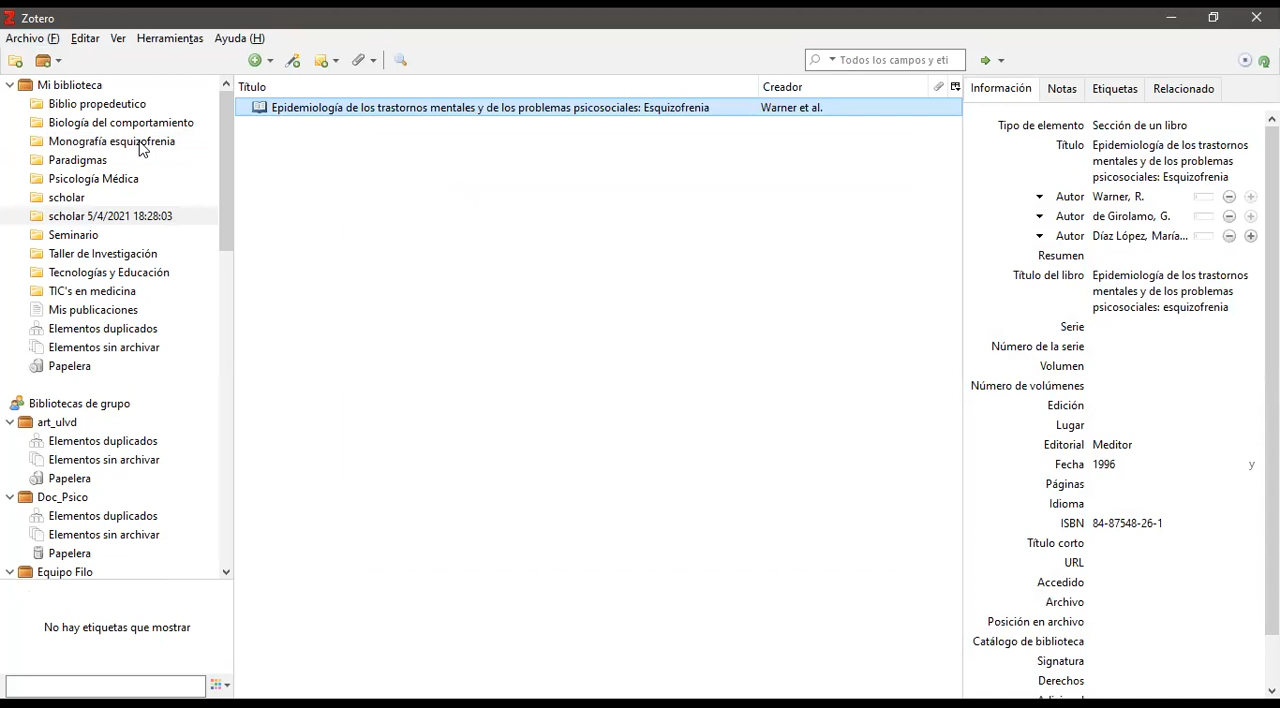 Zotero
Archivo (F) Editar Ver Herramientas Ayuda (H)
Todos los campos y eti
Mi biblioteca
Biblio propedeutico
Biología del comportamiento
Monografía esquizofrenia
Paradigmas
Psicología Médica
scholar
scholar 5/4/2021 18:28:03
Seminario
Taller de Investigación
Tecnologías y Educación
TIC's en medicina
Mis publicaciones
Elementos duplicados
Elementos sin archivar
Papelera
Bibliotecas de grupo
art_ulvd
Elementos duplicados
Elementos sin archivar
Papelera
Doc_Psico
Elementos duplicados
Elementos sin archivar
Papelera
Equipo Filo
No hay etiquetas que mostrar
Título Creador
Epidemiología de los trastornos mentales y de los problemas psicosociales: Esquizofrenia Warner et al.
Información Notas Etiquetas Relacionado
Tipo de elemento Sección de un libro
Título Epidemiología de los trastornos
mentales y de los problemas
psicosociales: Esquizofrenia
Autor Warner, R.
Autor de Girolamo, G.
Autor Díaz López, María...
Resumen
Título del libro Epidemiología de los trastornos
mentales y de los problemas
psicosociales: esquizofrenia
Serie
Número de la serie
Volumen
Número de volúmenes
Edición
Lugar
Editorial Meditor
Fecha 1996 y
Páginas
Idioma
ISBN 84-87548-26-1
Título corto
URL
Accedido
Archivo
Posición en archivo
Catálogo de biblioteca
Signatura
Derechos